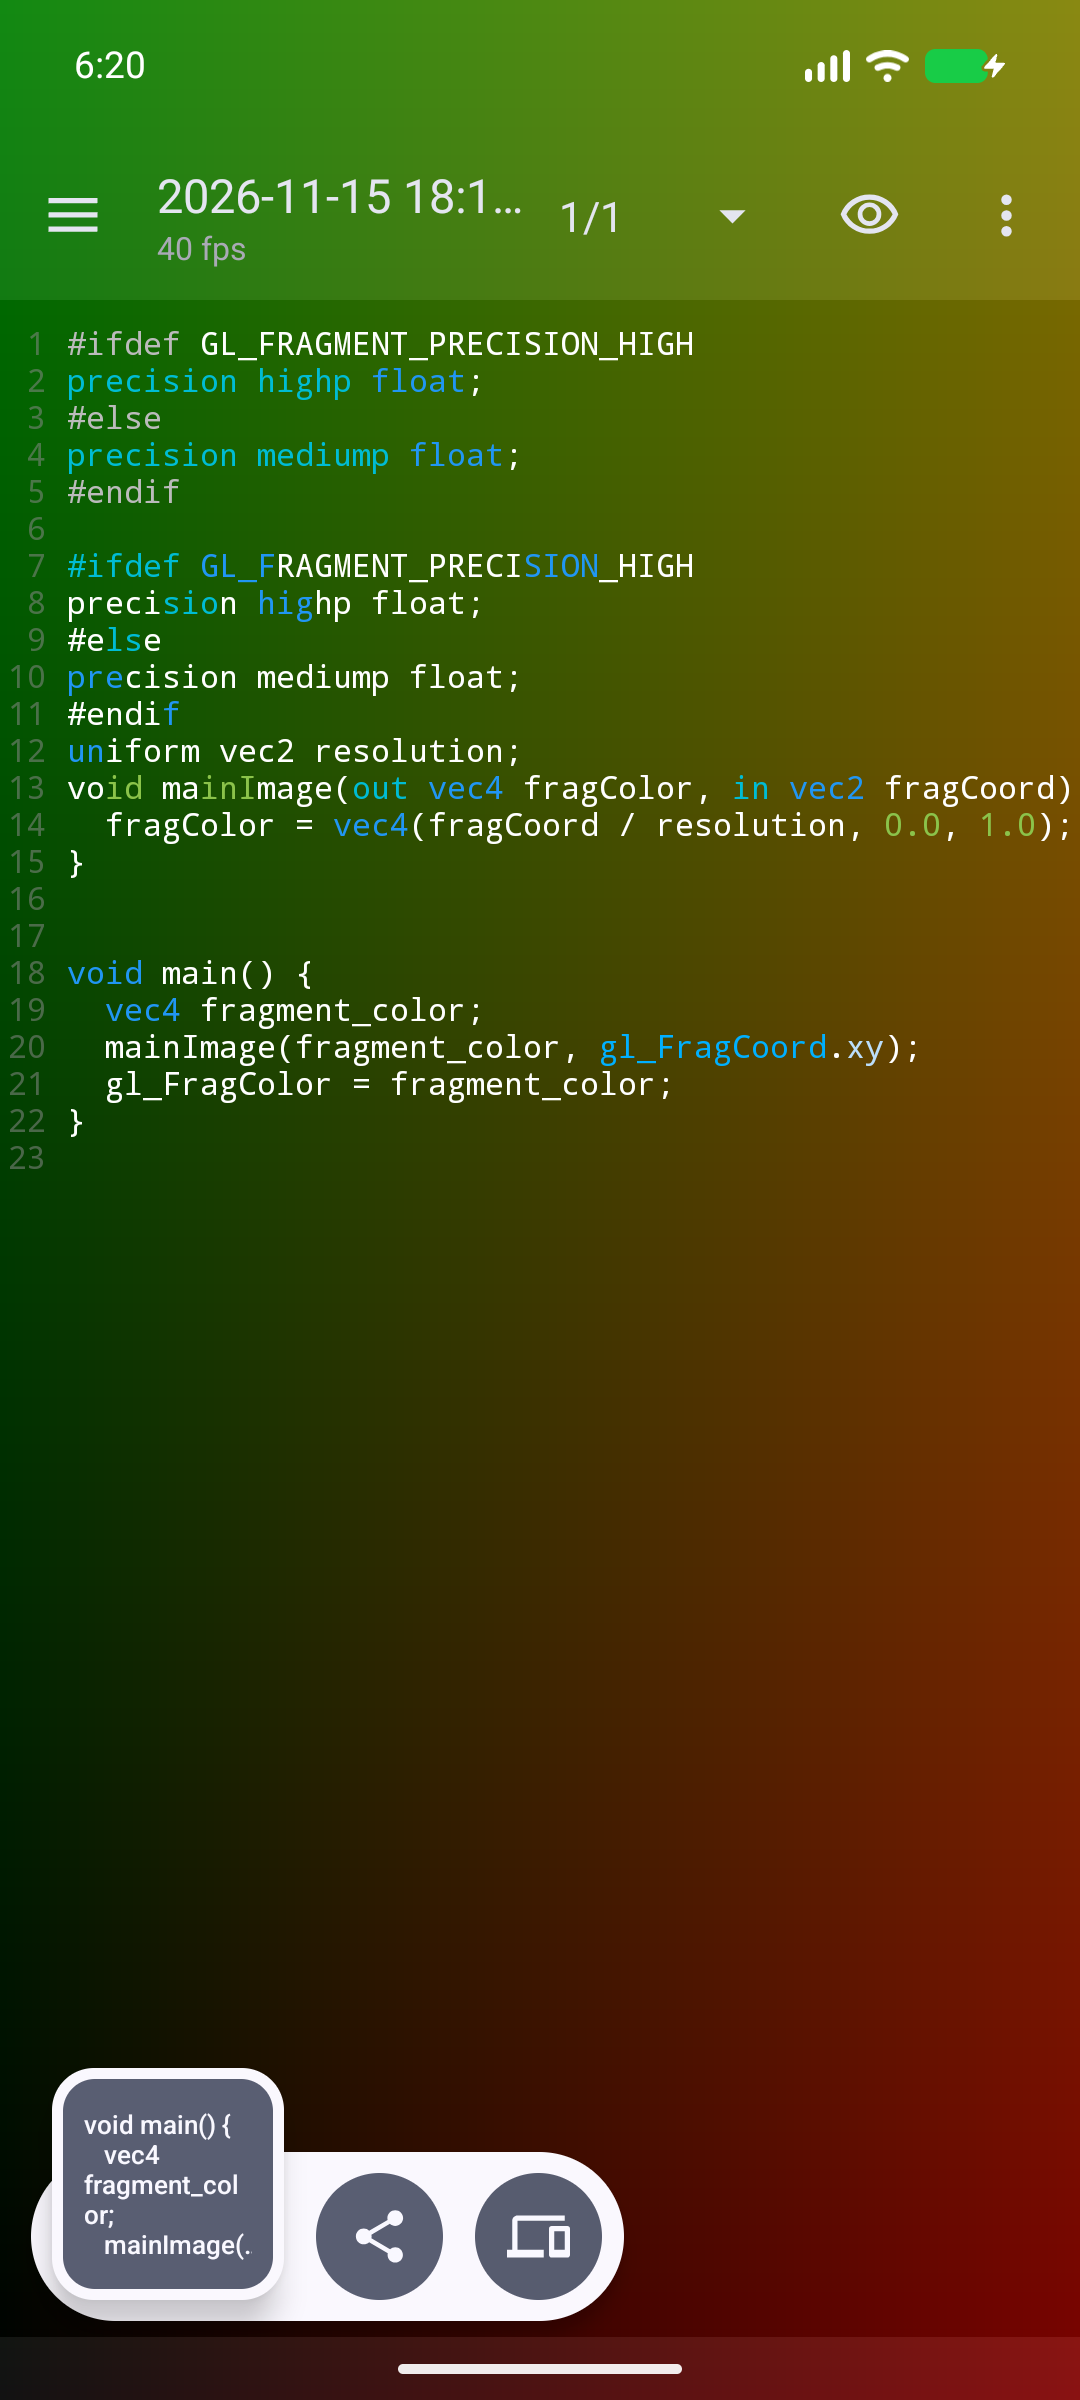 6:20
2026-11-15 18:1...
40 fps
1/1
1 #ifdef GL_FRAGMENT_PRECISION_HIGH
2 precision highp float;
3 #else
4 precision mediump float;
5 #endif
6
7 #ifdef GL_FRAGMENT_PRECISION_HIGH
8 precision highp float;
9 #else
10 precision mediump float;
11 #endif
12 uniform vec2 resolution;
13 void mainImage(out vec4 fragColor, in vec2 fragCoord)
14   fragColor = vec4(fragCoord / resolution, 0.0, 1.0);
15 }
16
17
18 void main() {
19   vec4 fragment_color;
20   mainImage(fragment_color, gl_FragCoord.xy);
21   gl_FragColor = fragment_color;
22 }
23
void main() {
vec4
fragment_col
or;
mainImage(.